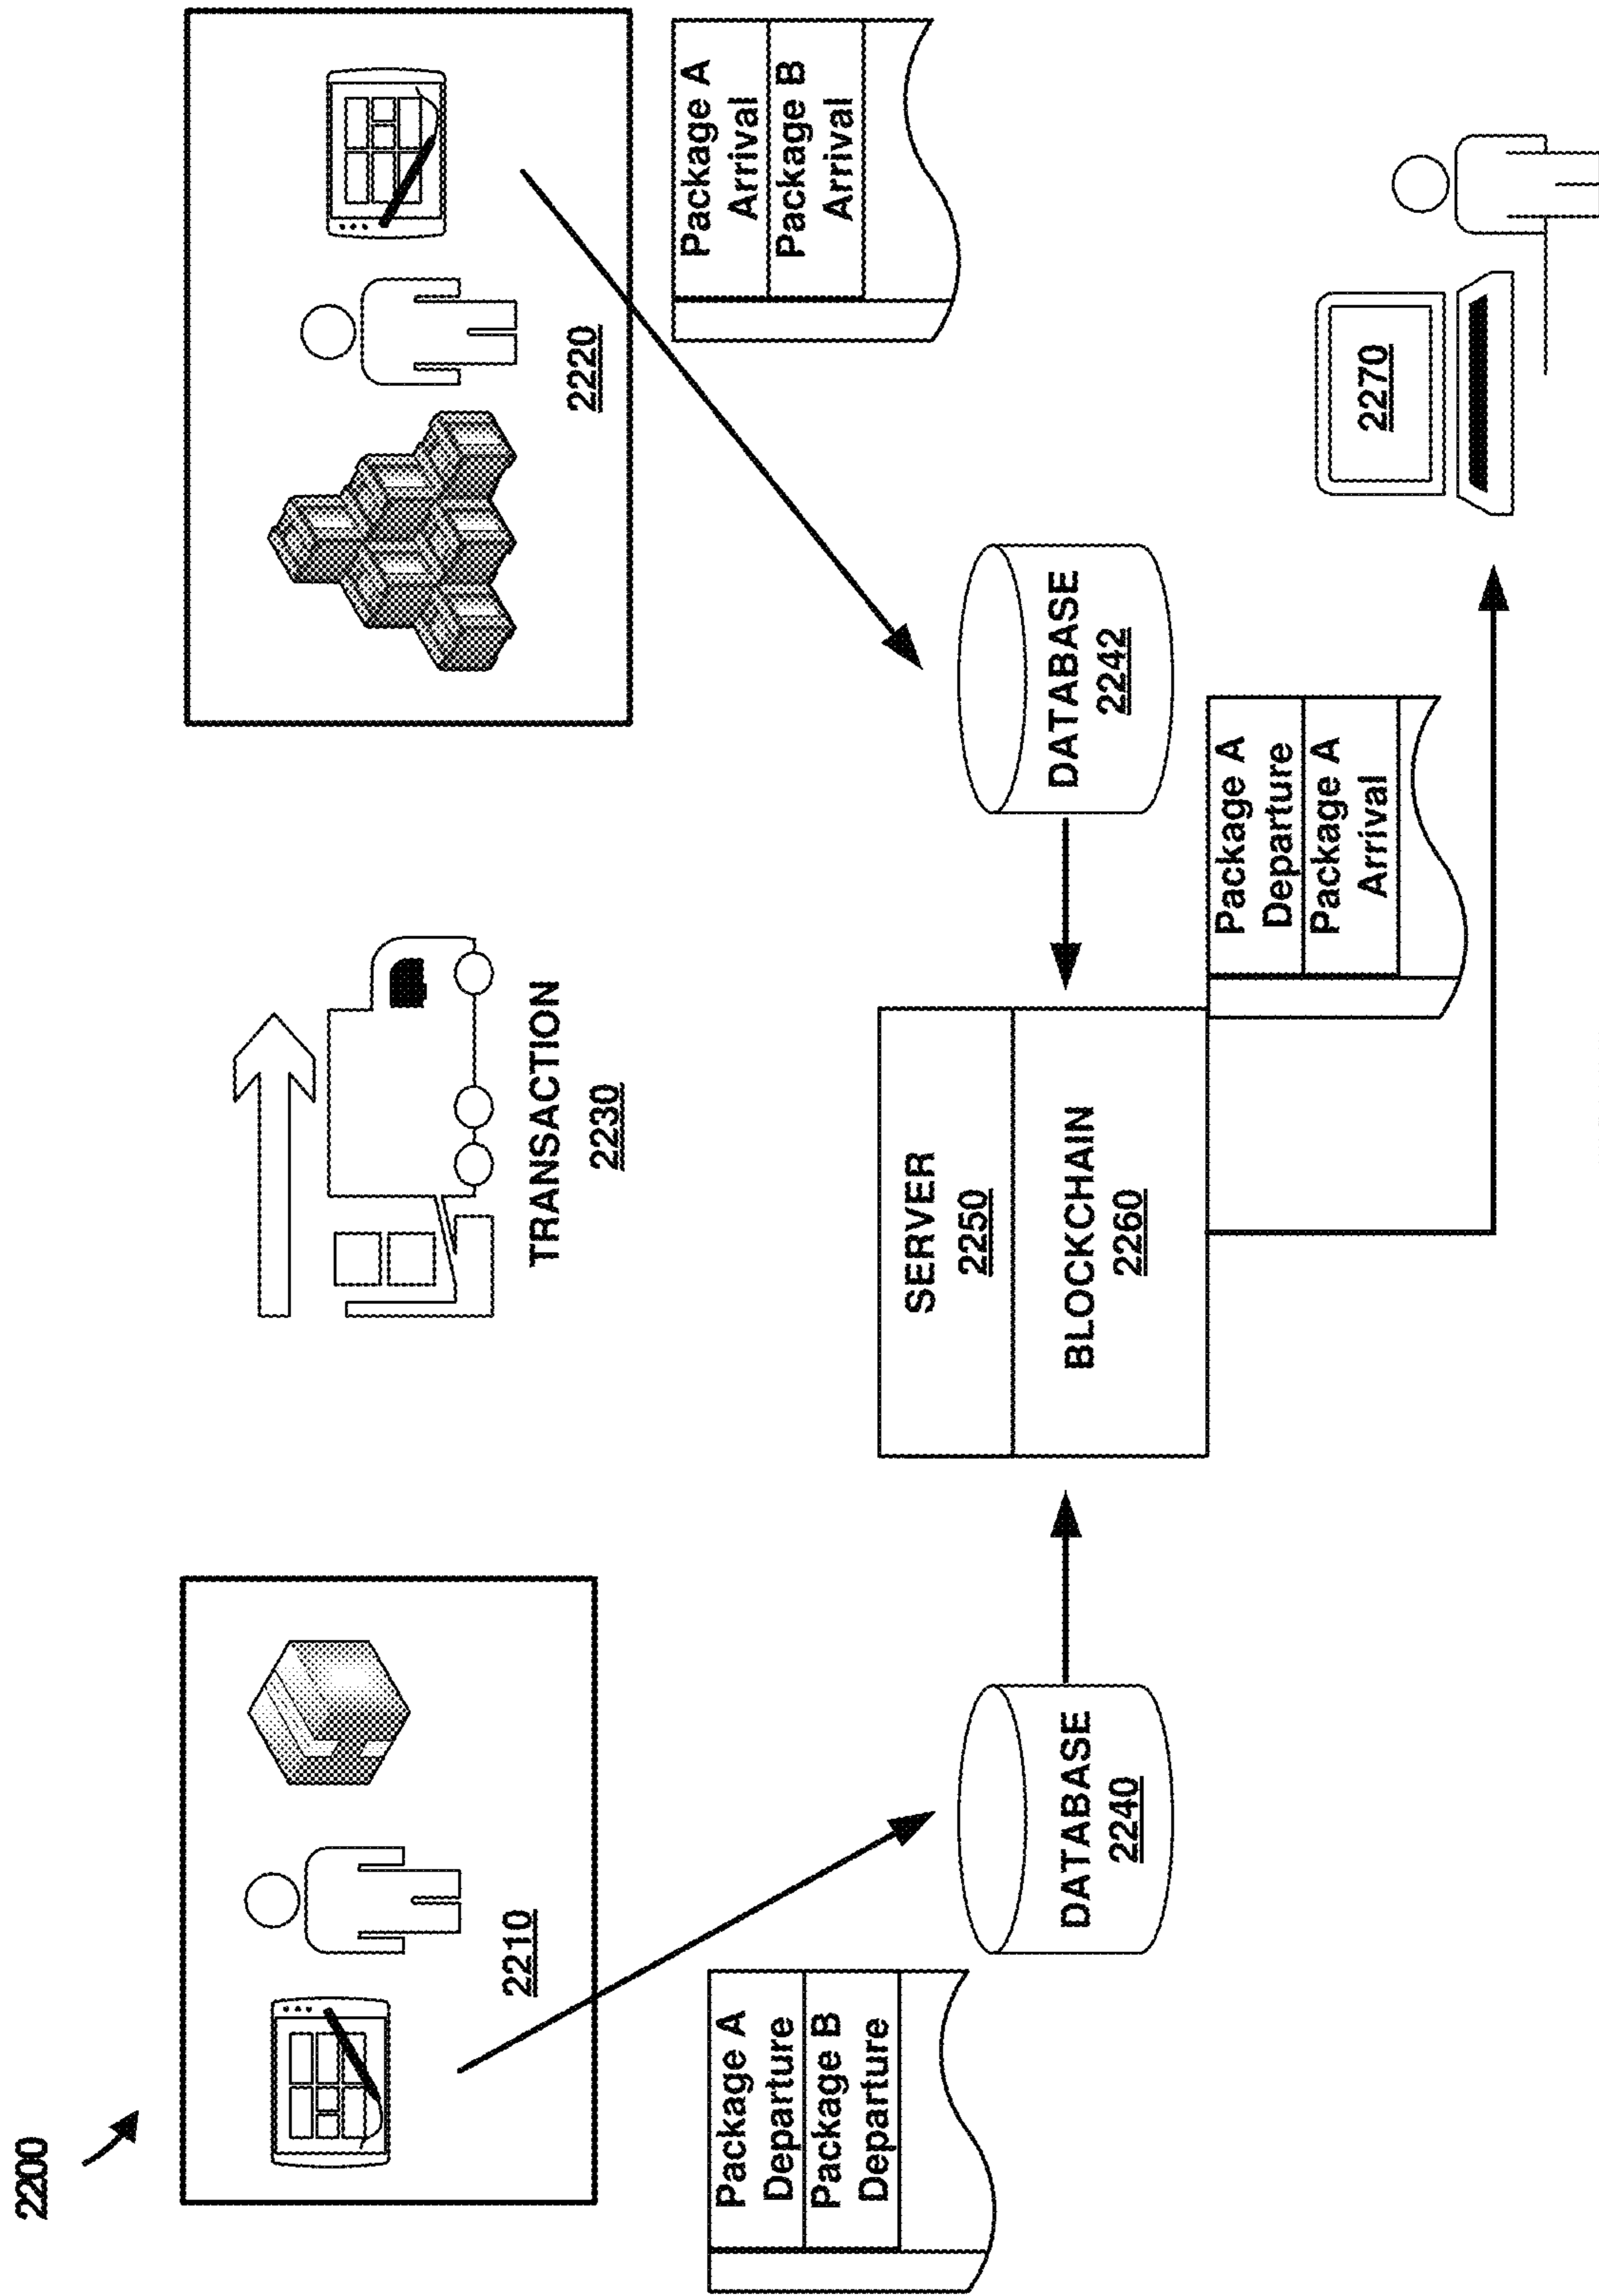 2200
2210
TRANSACTION
2230
2220
Package A
Departure
Package B
Departure
Package A
Arrival
Package B
Arrival
SERVER
2250
BLOCKCHAIN
2260
DATABASE
2240
DATABASE
2242
Package A
Departure
Package A
Arrival
2270